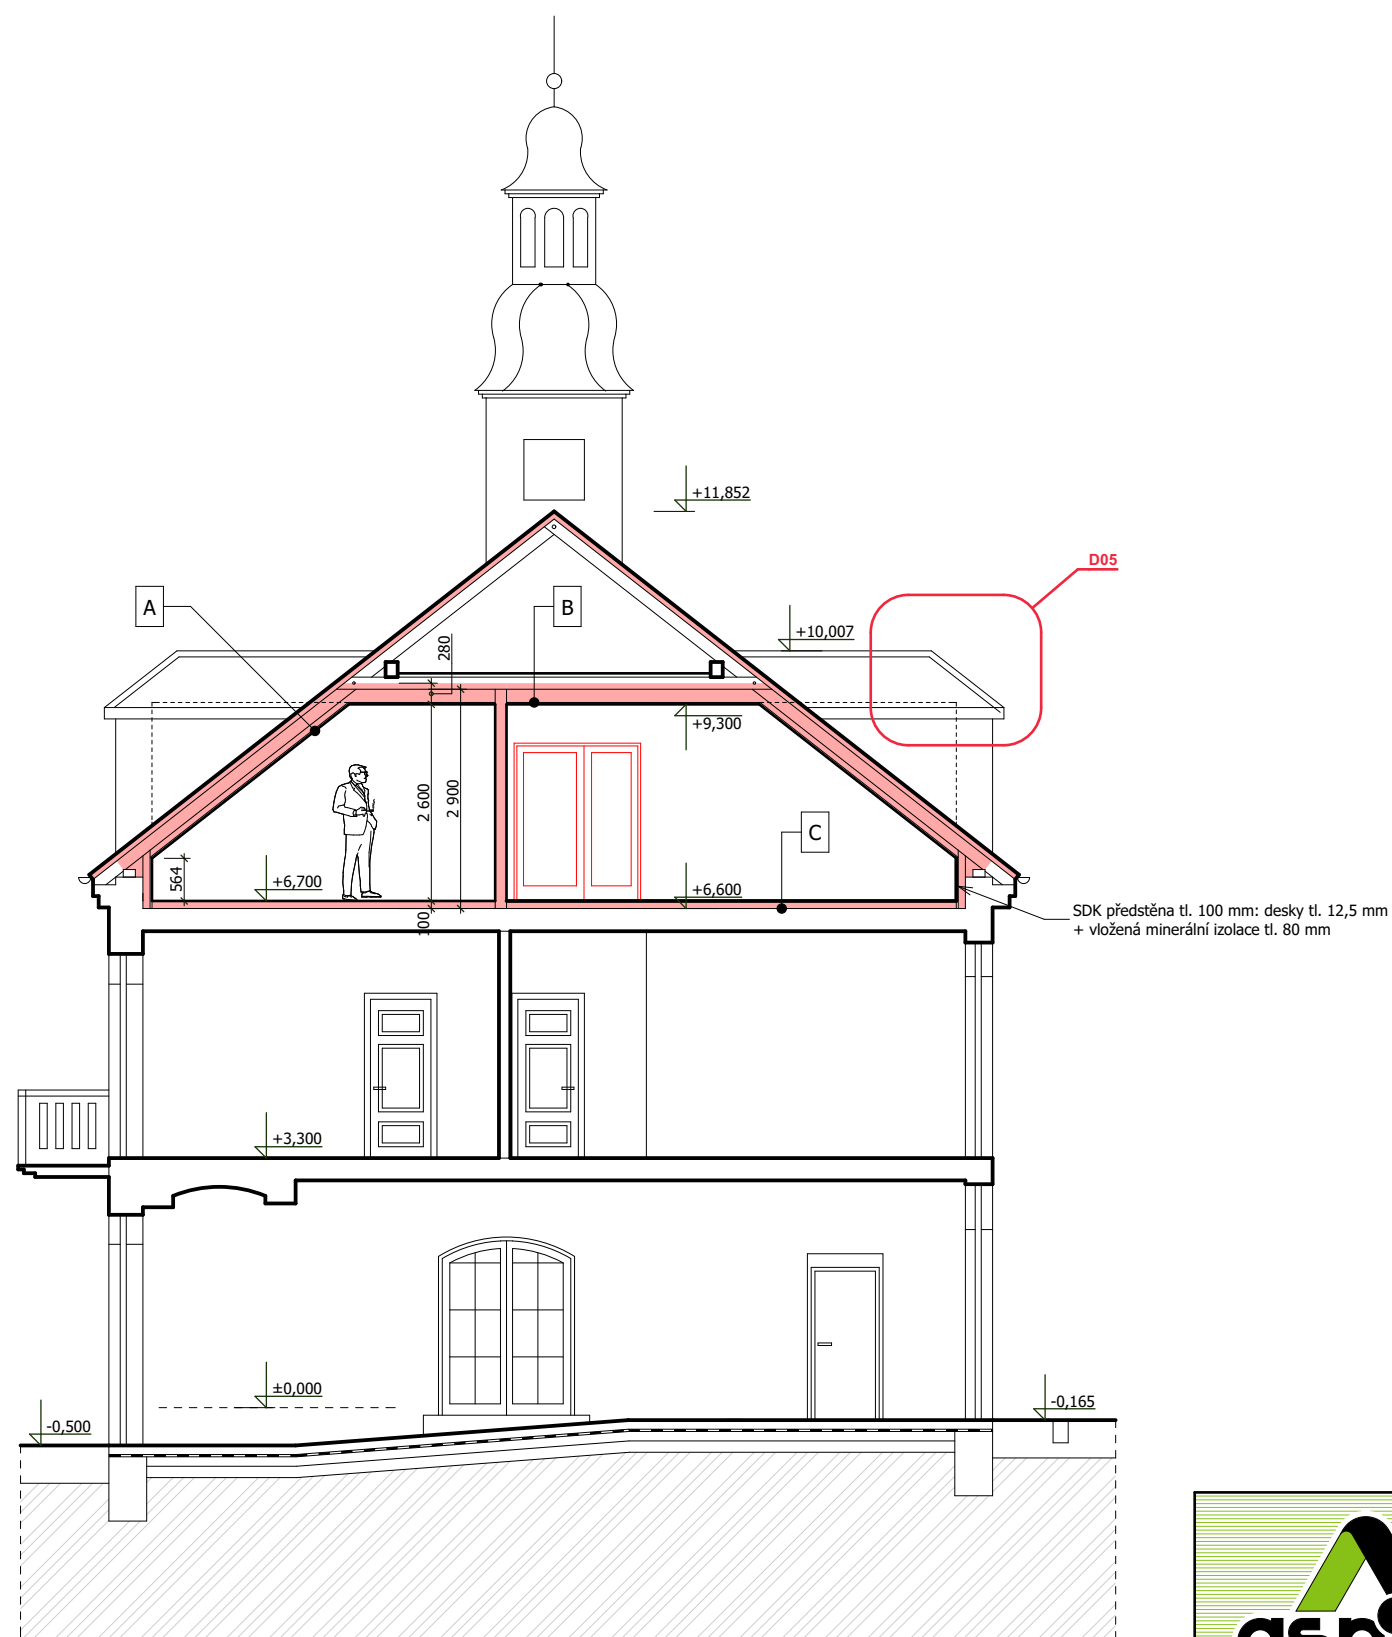 +11,852
D05
A
B
+10,007
280
+9,300
2 600
2 900
C
564
+6,700
+6,600
100
SDK předstěna tl. 100 mm: desky tl. 12,5 mm
+ vložená minerální izolace tl. 80 mm
+3,300
±0,000
-0,165
-0,500